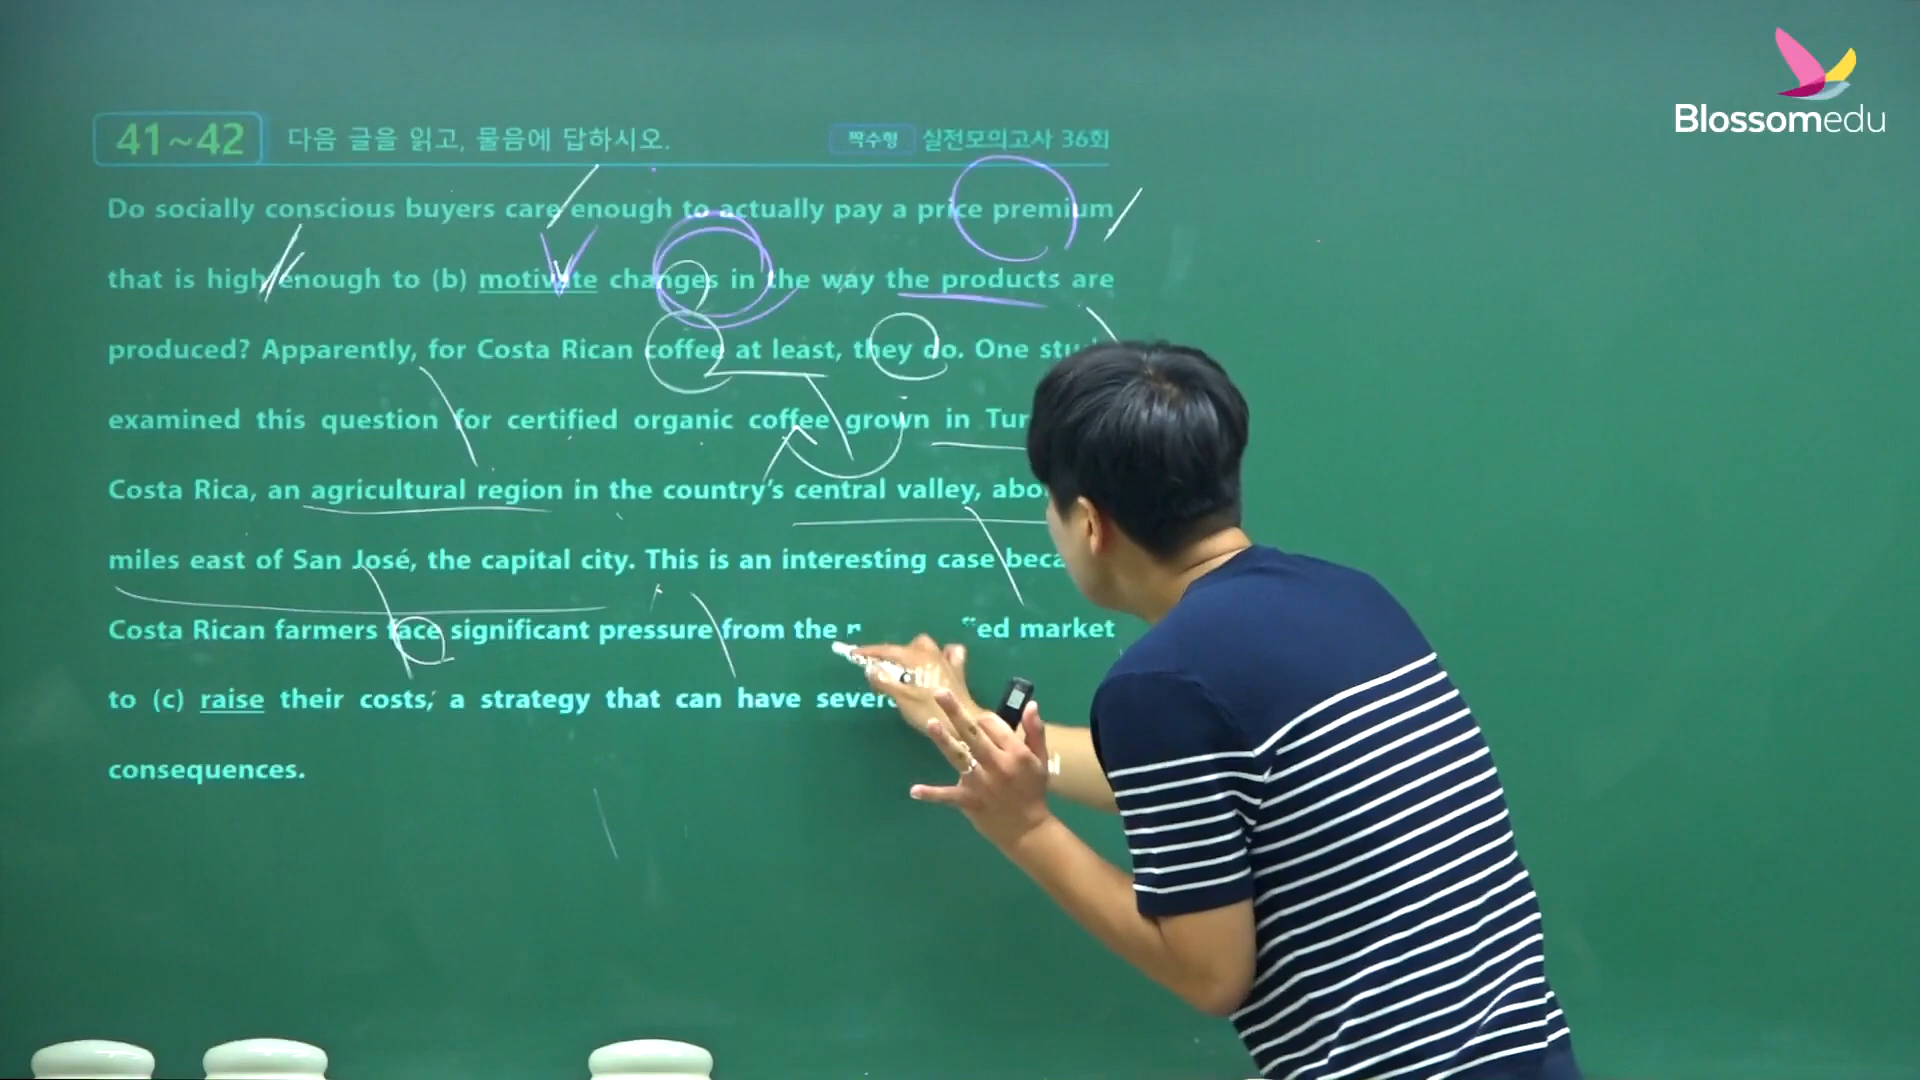 Blossomedu
41~42 다음 글을 읽고, 물음에 답하시오. 짝수형 실전모의고사 36회
Do socially conscious buyers care enough to actually pay a price premium
that is high enough to (b) motivate changes in the way the products are
produced? Apparently, for Costa Rican coffee at least, they do. One
examined this question for certified organic coffee grown in
Costa Rica, an agricultural region in the country's central valley,
miles east of San José, the capital city. This is an interesting case
Costa Rican farmers face significant pressure from the market
to (c) raise their costs, a strategy that can have
consequences.